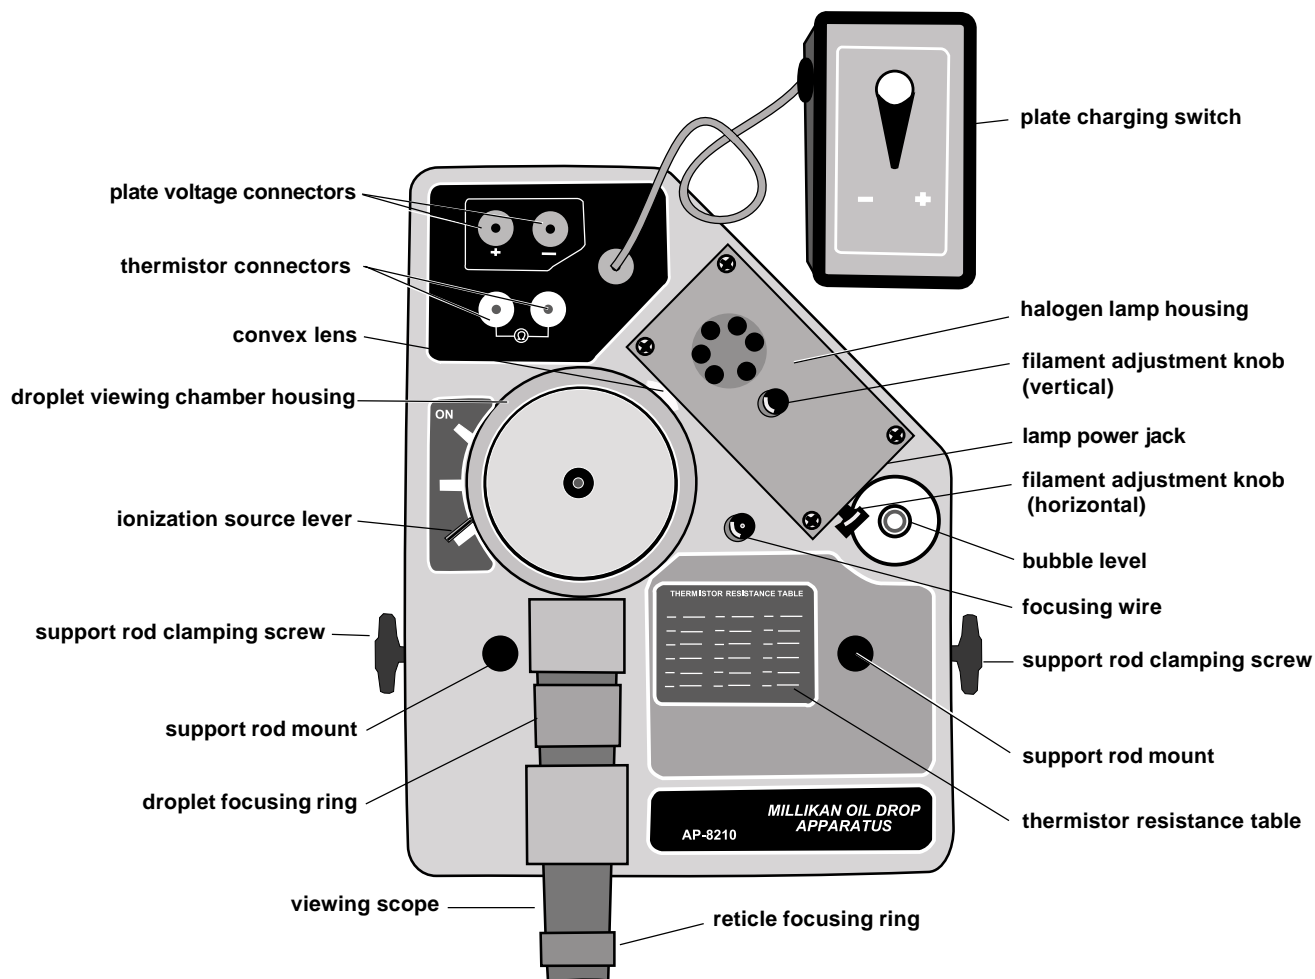 plate charging switch
plate voltage connectors
+ −
thermistor connectors
Ω
− +
convex lens
halogen lamp housing
filament adjustment knob
(vertical)
droplet viewing chamber housing
ON
lamp power jack
filament adjustment knob
(horizontal)
ionization source lever
bubble level
THERMISTOR RESISTANCE TABLE
focusing wire
support rod clamping screw
support rod clamping screw
support rod mount
support rod mount
droplet focusing ring
MILLIKAN OIL DROP
APPARATUS
AP-8210
thermistor resistance table
viewing scope
reticle focusing ring